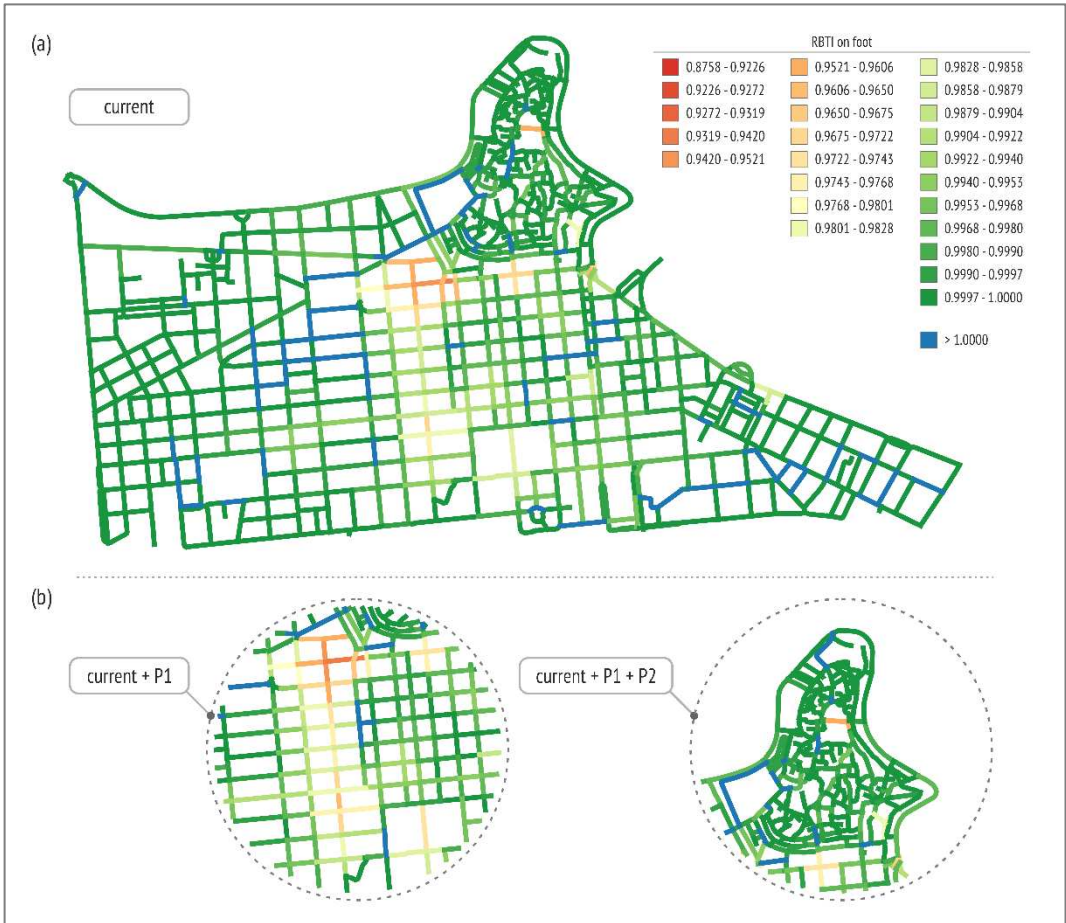 (a)
current
RBTI on foot
0.8758 - 0.9226
0.9226 - 0.9272
0.9272 - 0.9319
0.9319 - 0.9420
0.9420 - 0.9521
0.9521 - 0.9606
0.9606 - 0.9650
0.9650 - 0.9675
0.9675 - 0.9722
0.9722 - 0.9743
0.9743 - 0.9768
0.9768 - 0.9801
0.9801 - 0.9828
0.9828 - 0.9858
0.9858 - 0.9879
0.9879 - 0.9904
0.9904 - 0.9922
0.9922 - 0.9940
0.9940 - 0.9953
0.9953 - 0.9968
0.9968 - 0.9980
0.9980 - 0.9990
0.9990 - 0.9997
0.9997 - 1.0000
> 1.0000
(b)
current + P1
current + P1 + P2